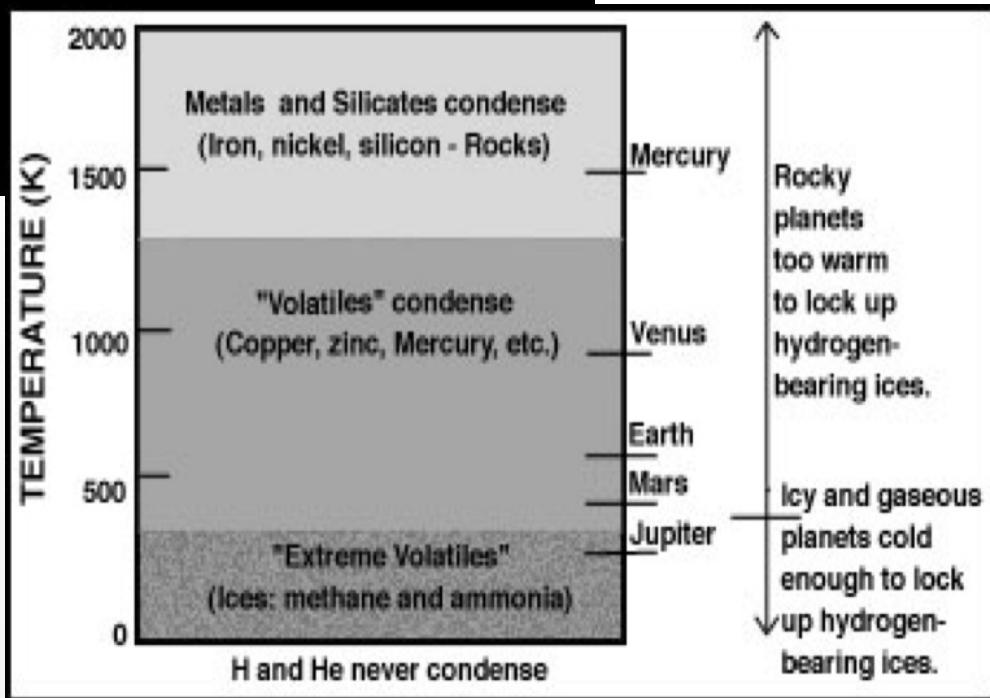 TEMPERATURE (K)
2000
1500
1000
500
0
Metals and Silicates condense
(Iron, nickel, silicon - Rocks)
"Volatiles" condense
(Copper, zinc, Mercury, etc.)
"Extreme Volatiles"
(Ices: methane and ammonia)
H and He never condense
Mercury
Venus
Earth
Mars
Jupiter
Rocky
planets
too warm
to lock up
hydrogen-
bearing ices.
Icy and gaseous
planets cold
enough to lock
up hydrogen-
bearing ices.